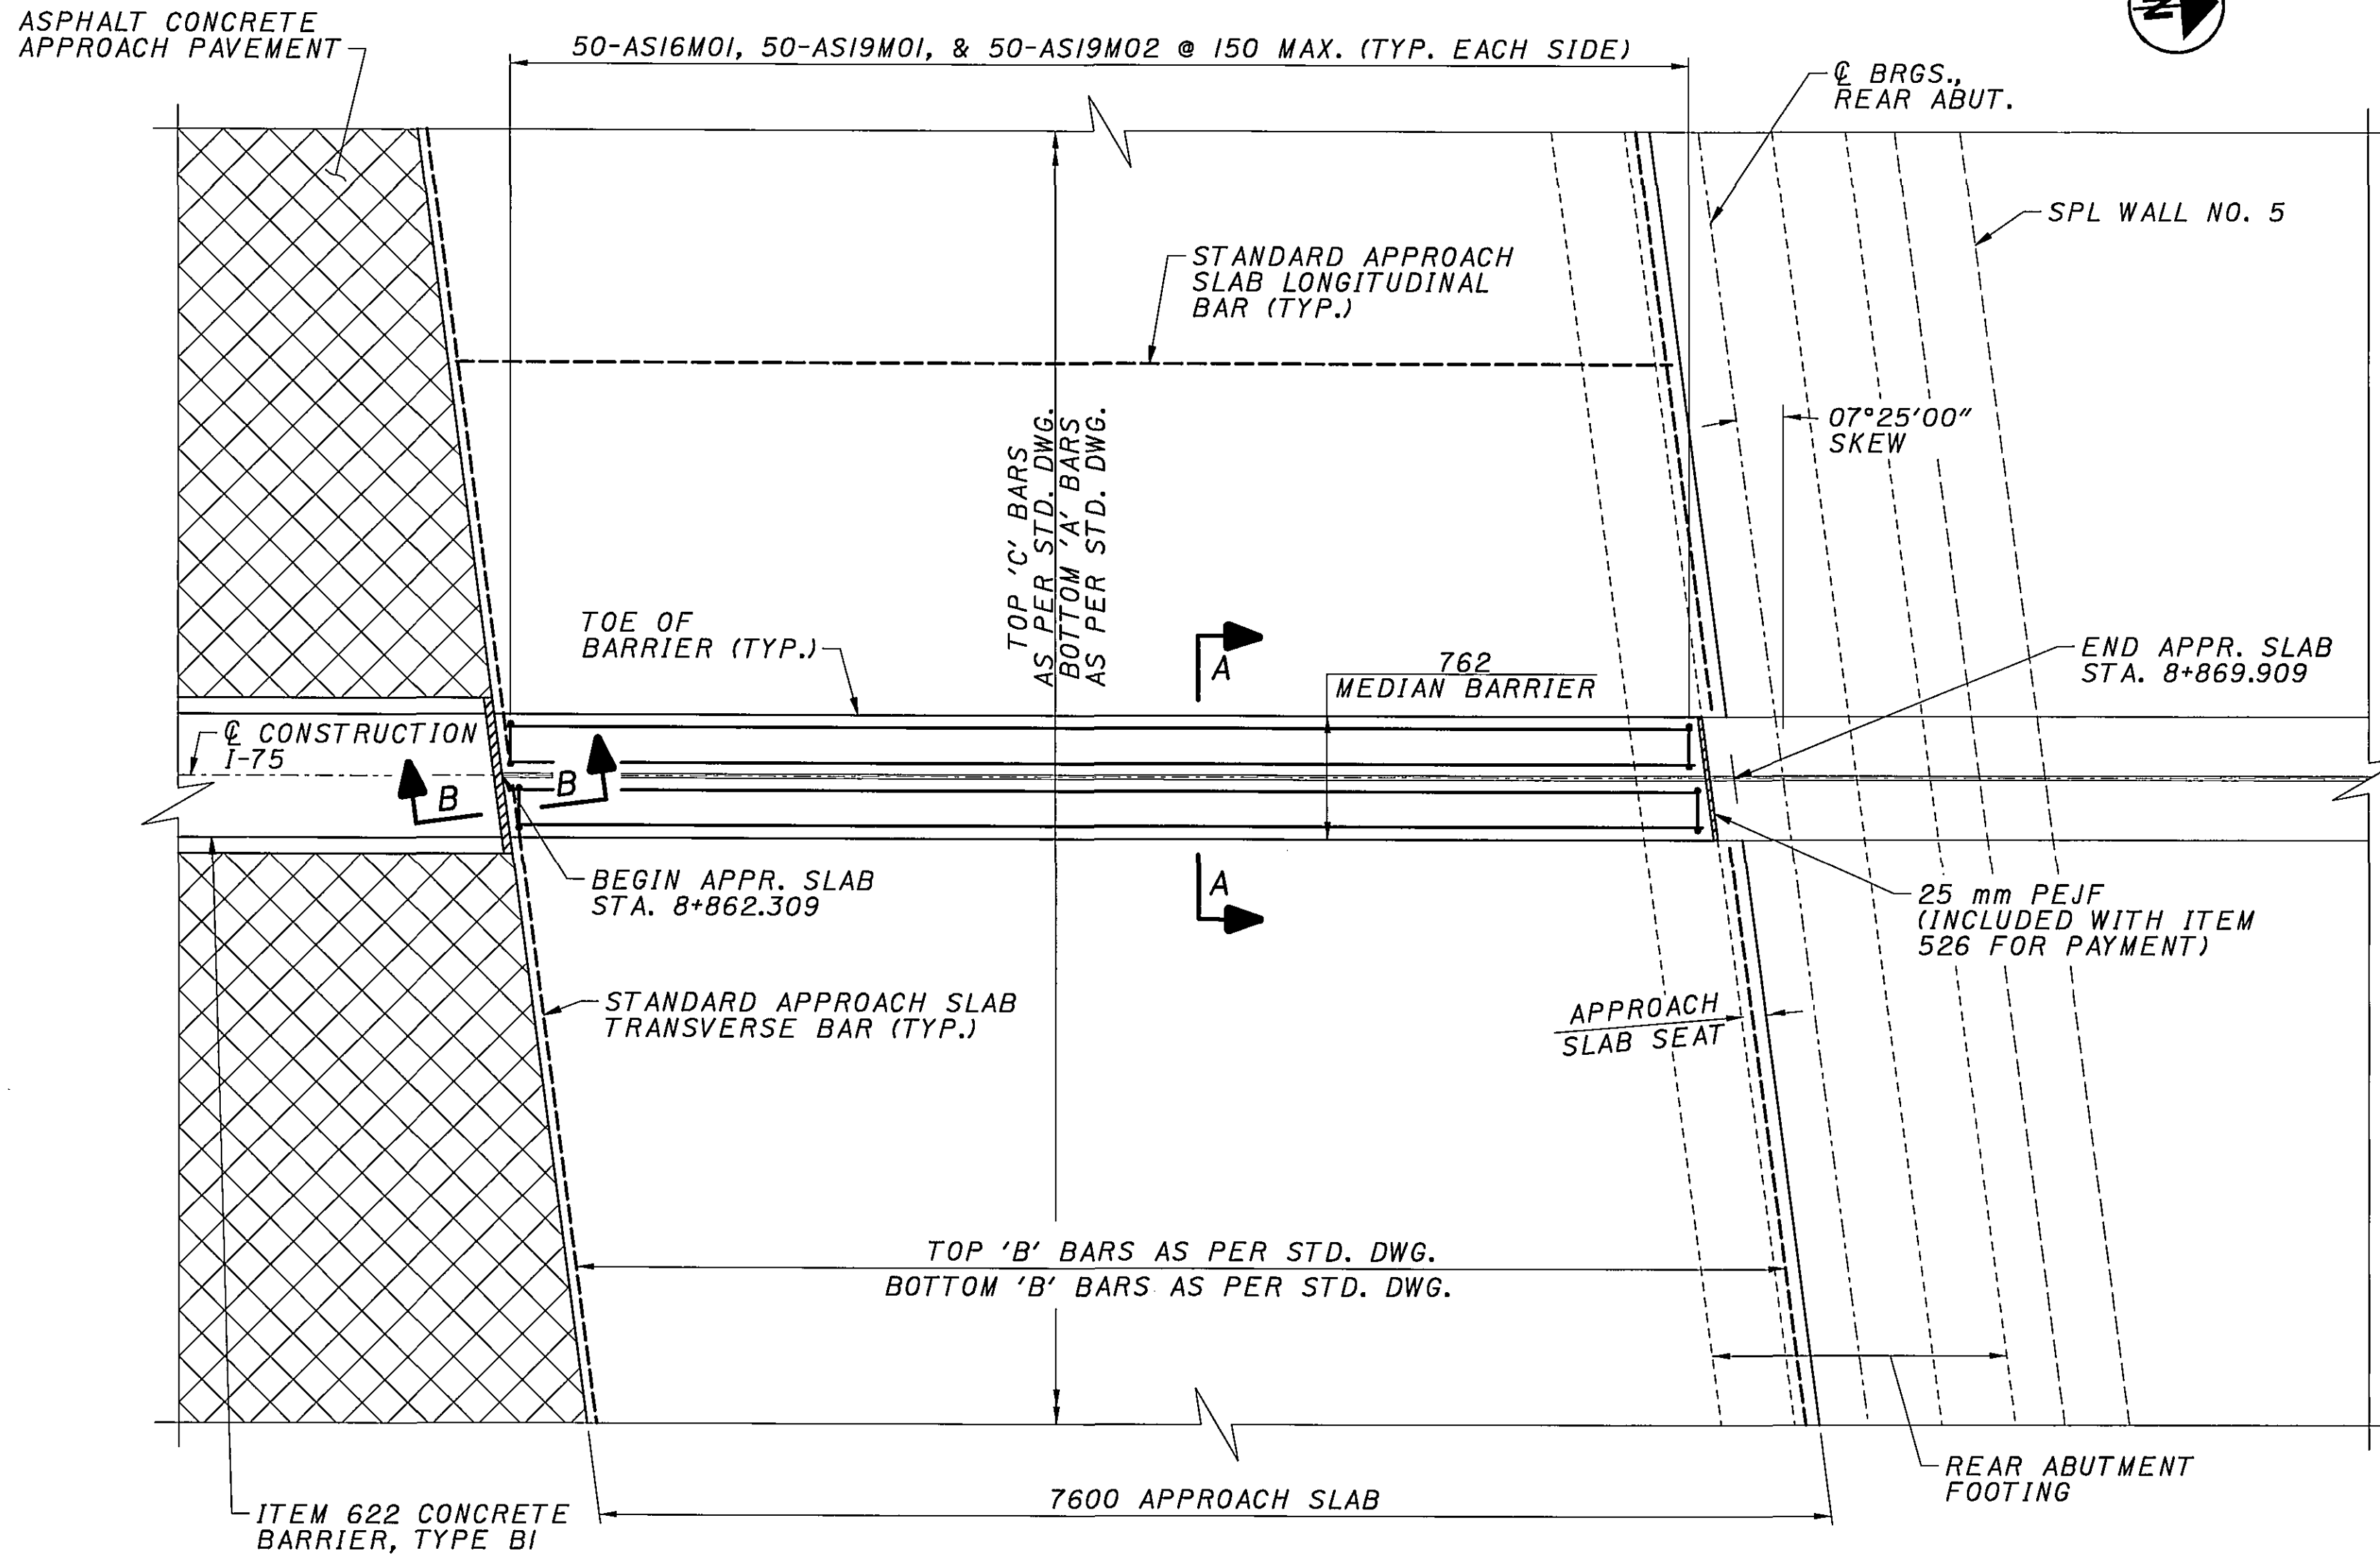 ASPHALT CONCRETE
APPROACH PAVEMENT
50-AS16M01, 50-AS19M01, & 50-AS19M02 @ 150 MAX. (TYP. EACH SIDE)
N
℄ BRGS.,
REAR ABUT.
SPL WALL NO. 5
STANDARD APPROACH
SLAB LONGITUDINAL
BAR (TYP.)
07°25'00"
SKEW
TOP 'C' BARS
AS PER STD. DWG.
BOTTOM 'A' BARS
AS PER STD. DWG.
TOE OF
BARRIER (TYP.)
A
762
MEDIAN BARRIER
END APPR. SLAB
STA. 8+869.909
℄ CONSTRUCTION
I-75
B
B
BEGIN APPR. SLAB
STA. 8+862.309
A
25 mm PEJF
(INCLUDED WITH ITEM
526 FOR PAYMENT)
STANDARD APPROACH SLAB
TRANSVERSE BAR (TYP.)
APPROACH
SLAB SEAT
TOP 'B' BARS AS PER STD. DWG.
BOTTOM 'B' BARS AS PER STD. DWG.
REAR ABUTMENT
FOOTING
7600 APPROACH SLAB
ITEM 622 CONCRETE
BARRIER, TYPE B1